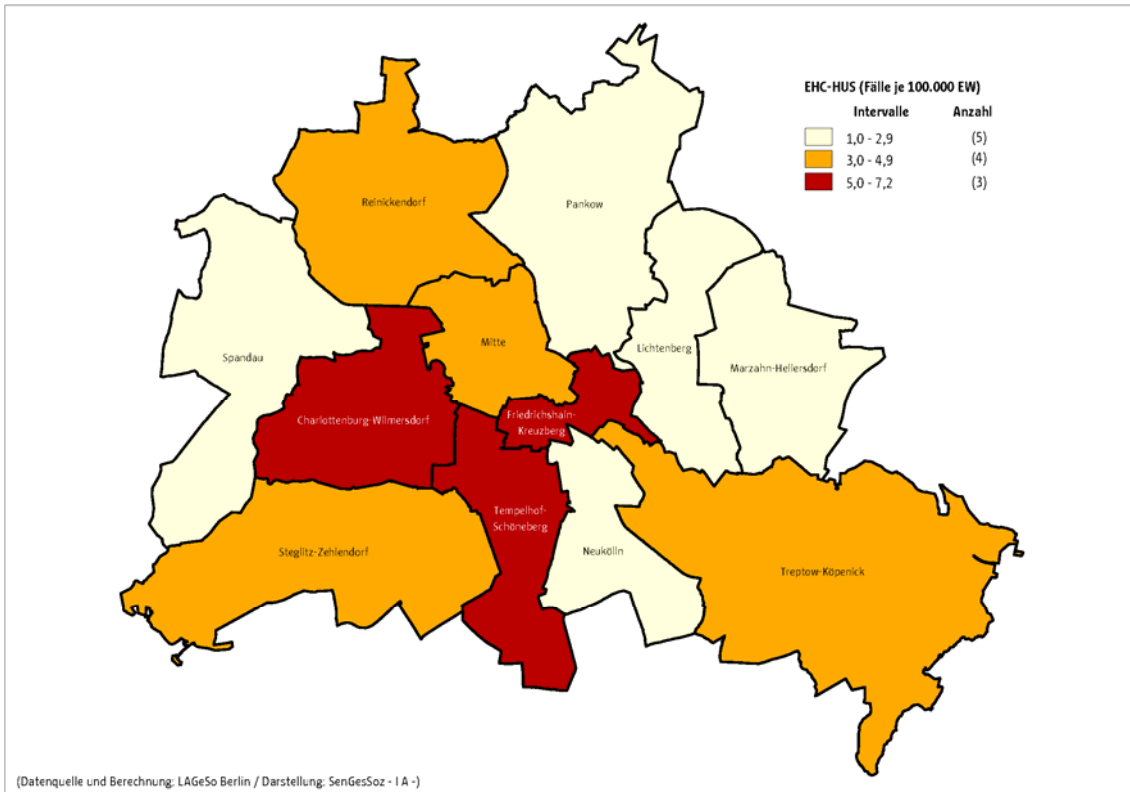 EHC-HUS (Fälle je 100.000 EW)
Intervalle Anzahl
1,0 - 2,9 (5)
3,0 - 4,9 (4)
5,0 - 7,2 (3)
Reinickendorf
Pankow
Spandau
Mitte
Lichtenberg
Marzahn-Hellersdorf
Charlottenburg-Wilmersdorf
Friedrichshain-
Kreuzberg
Tempelhof-
Schöneberg
Steglitz-Zehlendorf
Neukölln
Treptow-Köpenick
(Datenquelle und Berechnung: LAGeSo Berlin / Darstellung: SenGesSoz - I A -)